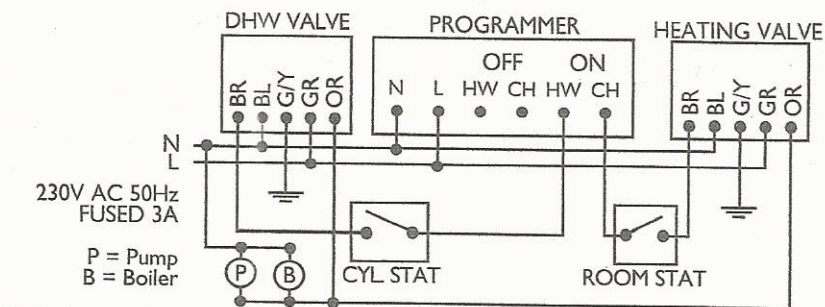 DHW VALVE
PROGRAMMER
HEATING VALVE
OFF ON
N L HW CH HW CH
BR BL G/Y GR OR
BR BL G/Y GR OR
N
L
230V AC 50Hz
FUSED 3A
P = Pump
B = Boiler
P B
CYL. STAT
ROOM STAT